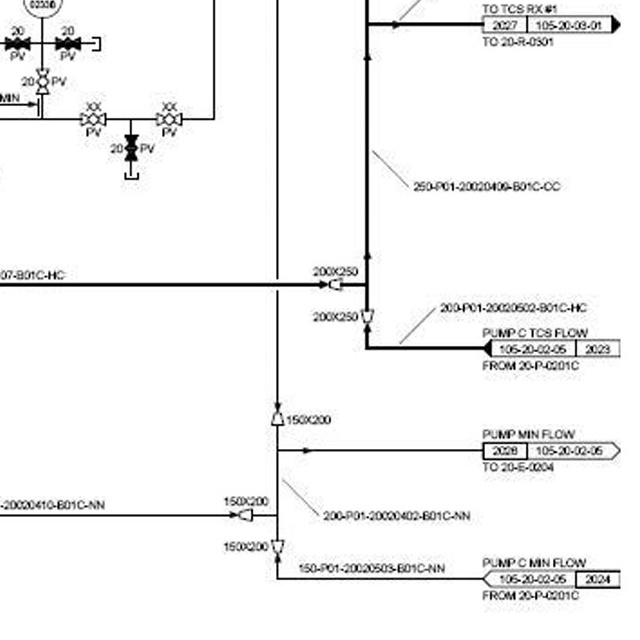 0233B
TO TCS RX #1
2027 105-20-03-01
TO 20-R-0301
20 20
PV PV
20 PV
MIN
XX XX
PV PV
20 PV
250-P01-20020409-B01C-CC
07-B01C-HC
200X250
200X250
200-P01-20020502-B01C-HC
PUMP C TCS FLOW
105-20-02-05 2023
FROM 20-P-0201C
150X200
PUMP MIN FLOW
2026 105-20-02-05
TO 20-E-0204
-20020410-B01C-NN
150X200
200-P01-20020402-B01C-NN
150X200
150-P01-20020503-B01C-NN
PUMP C MIN FLOW
105-20-02-05 2024
FROM 20-P-0201C